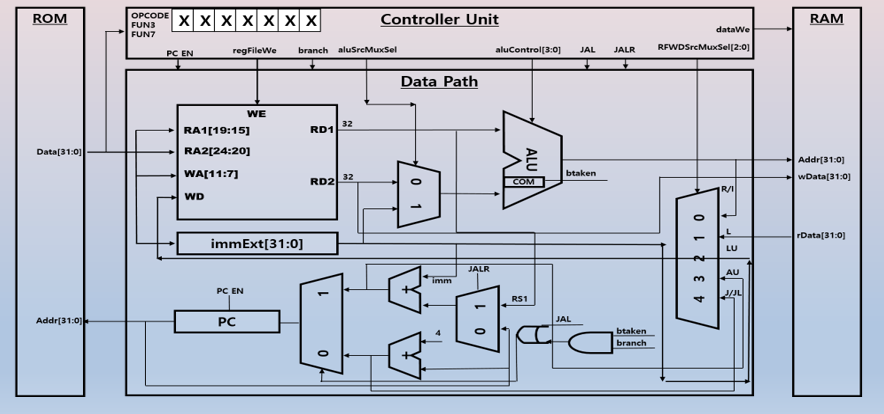 ROM
OPCODE
FUN3
FUN7
X X X X X X X
Controller Unit
dataWe
RAM
PC EN
regFileWe
branch
aluSrcMuxSel
aluControl[3:0]
JAL
JALR
RFWDSrcMuxSel[2:0]
Data Path
WE
RA1[19:15]
RD1
32
Data[31:0]
RA2[24:20]
WA[11:7]
RD2
32
WD
0
1
ALU
COM
btaken
Addr[31:0]
wData[31:0]
R/I
0
L
1
rData[31:0]
LU
2
AU
3
J/JL
4
immExt[31:0]
JALR
imm
+
1
RS1
1
0
PC EN
PC
Addr[31:0]
0
4
+
JAL
btaken
branch